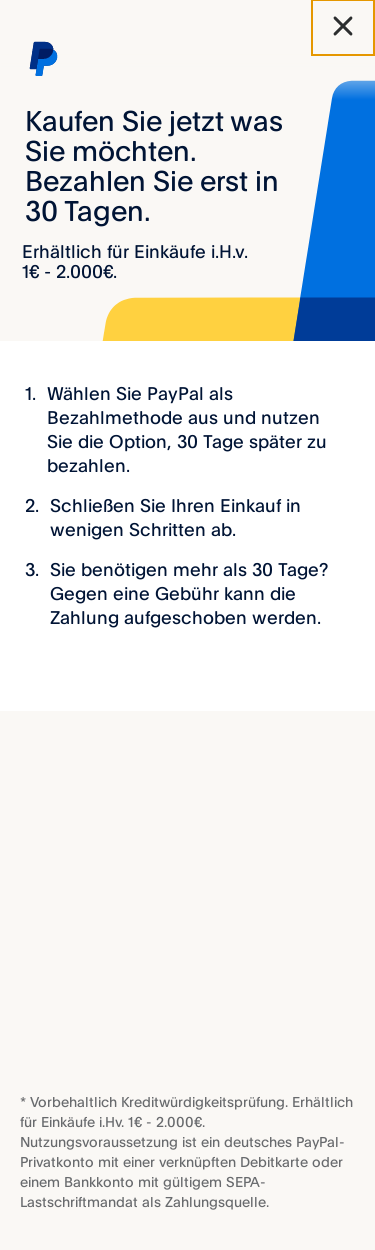 Kaufen Sie jetzt was
Sie möchten.
Bezahlen Sie erst in
30 Tagen.
Erhältlich für Einkäufe i.H.v.
1€ - 2.000€.
1. Wählen Sie PayPal als
Bezahlmethode aus und nutzen
Sie die Option, 30 Tage später zu
bezahlen.
2. Schließen Sie Ihren Einkauf in
wenigen Schritten ab.
3. Sie benötigen mehr als 30 Tage?
Gegen eine Gebühr kann die
Zahlung aufgeschoben werden.
* Vorbehaltlich Kreditwürdigkeitsprüfung. Erhältlich
für Einkäufe i.Hv. 1€ - 2.000€.
Nutzungsvoraussetzung ist ein deutsches PayPal-
Privatkonto mit einer verknüpften Debitkarte oder
einem Bankkonto mit gültigem SEPA-
Lastschriftmandat als Zahlungsquelle.